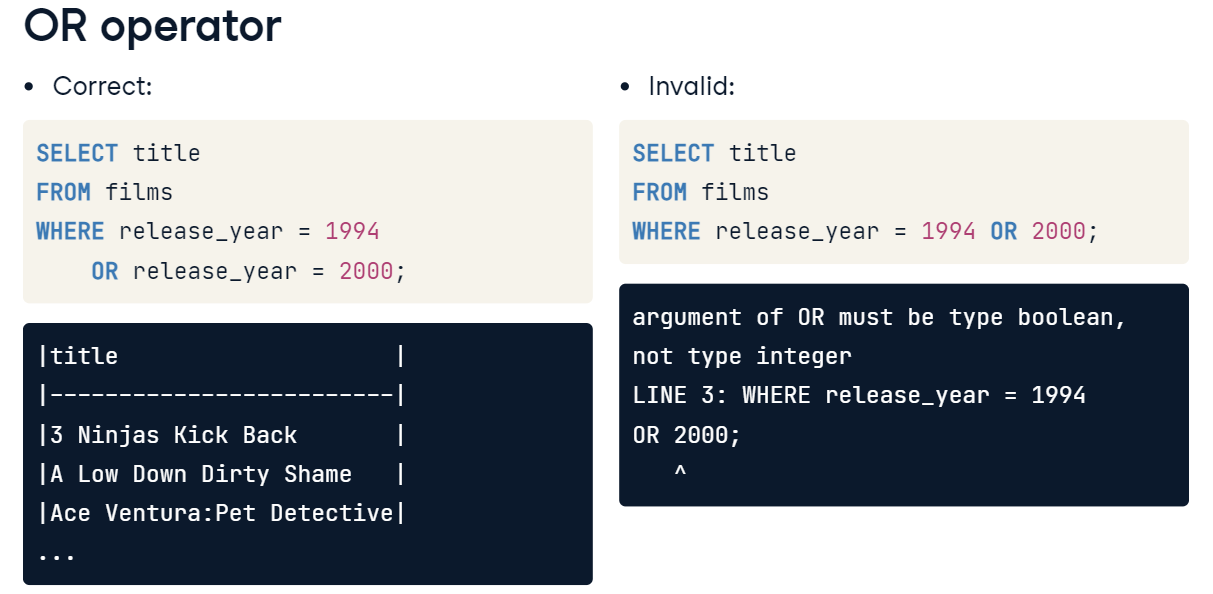 OR operator
• Correct:
SELECT title
FROM films
WHERE release_year = 1994
    OR release_year = 2000;
|title                    |
|-------------------------|
|3 Ninjas Kick Back       |
|A Low Down Dirty Shame   |
|Ace Ventura:Pet Detective|
...
• Invalid:
SELECT title
FROM films
WHERE release_year = 1994 OR 2000;
argument of OR must be type boolean,
not type integer
LINE 3: WHERE release_year = 1994
OR 2000;
   ^